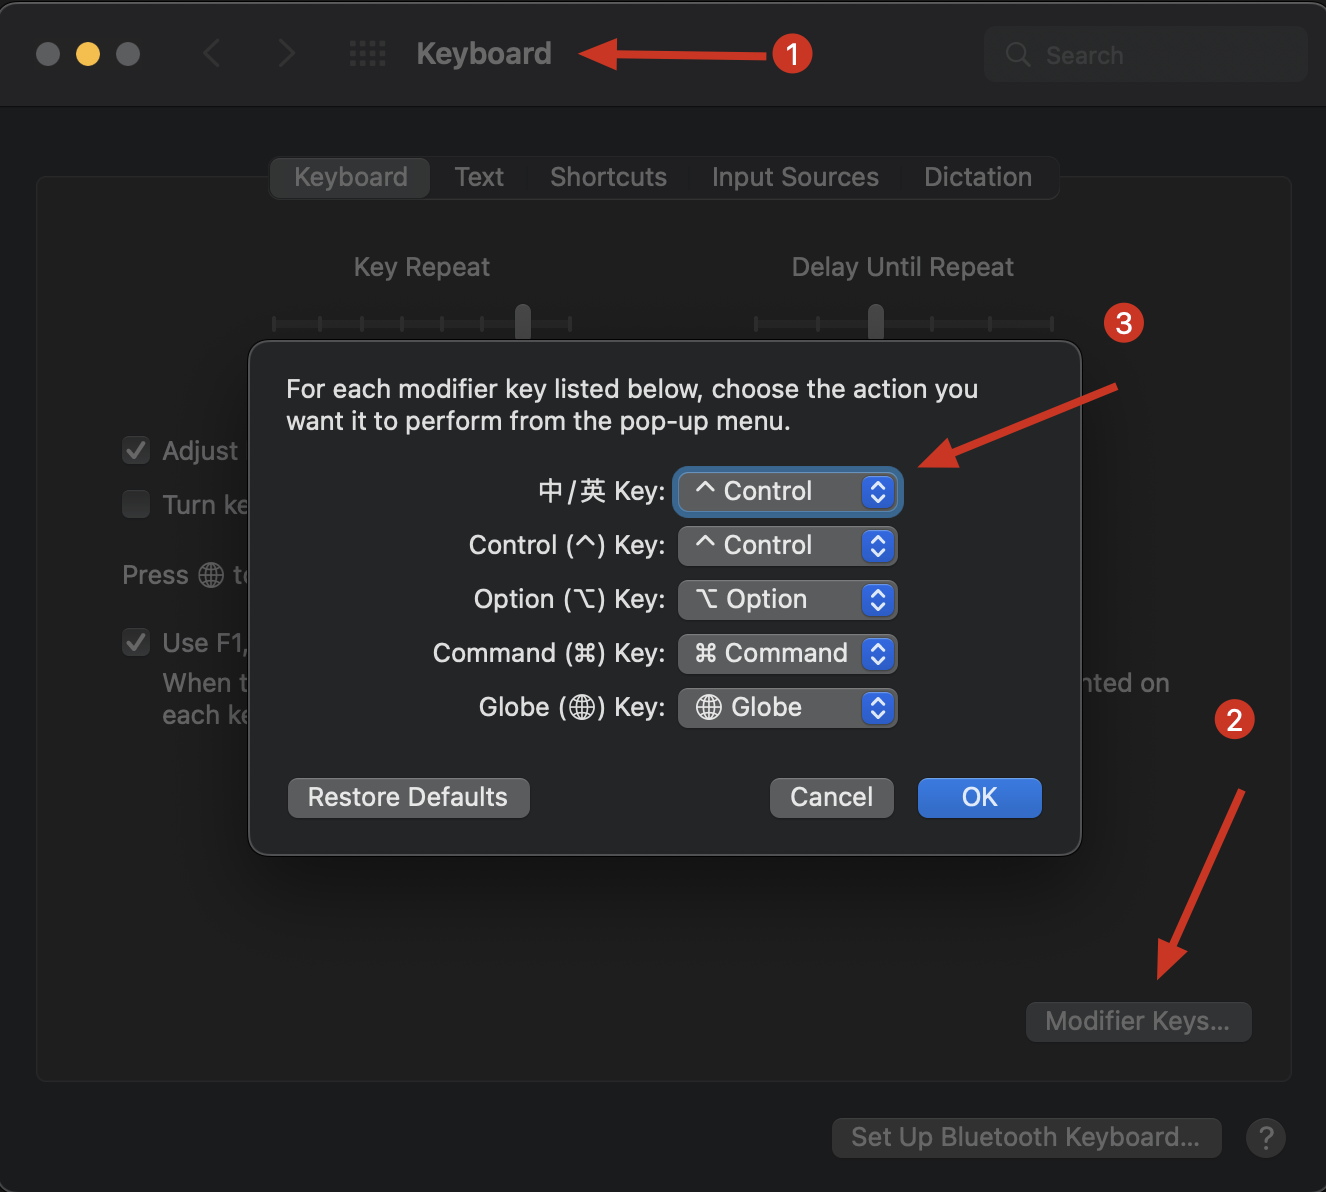 Keyboard
1
Search
Keyboard
Text
Shortcuts
Input Sources
Dictation
Key Repeat
Delay Until Repeat
3
For each modifier key listed below, choose the action you
want it to perform from the pop-up menu.
Adjust
中/英 Key: ^ Control
Turn ke
Control (^) Key: ^ Control
Press 🌐 to
Option (⌥) Key: ⌥ Option
Use F1,
Command (⌘) Key: ⌘ Command
When t
nted on
each ke
Globe (🌐) Key: 🌐 Globe
2
Restore Defaults
Cancel
OK
Modifier Keys...
Set Up Bluetooth Keyboard...
?